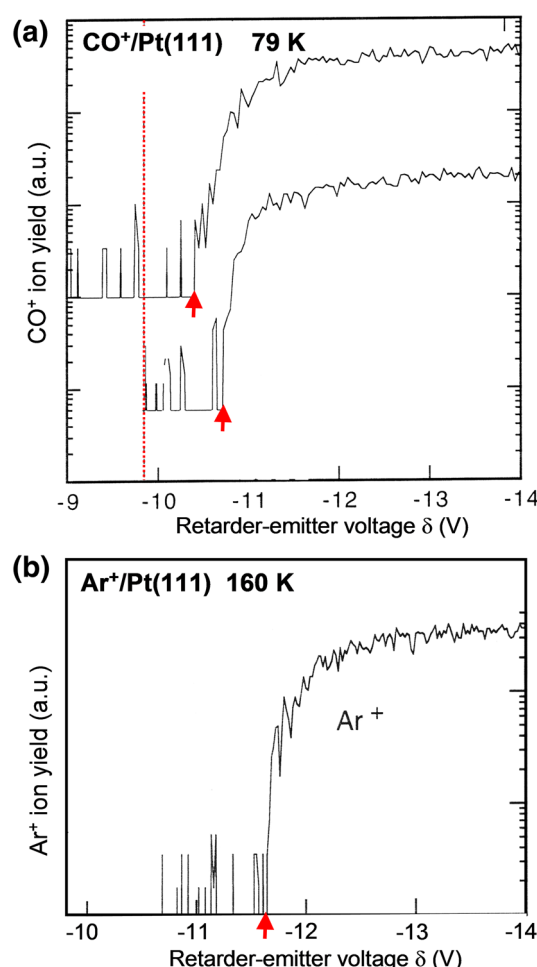 (a)
CO⁺/Pt(111) 79 K
CO⁺ ion yield (a.u.)
-9 -10 -11 -12 -13 -14
Retarder-emitter voltage δ (V)
(b)
Ar⁺/Pt(111) 160 K
Ar⁺
Ar⁺ ion yield (a.u.)
-10 -11 -12 -13 -14
Retarder-emitter voltage δ (V)